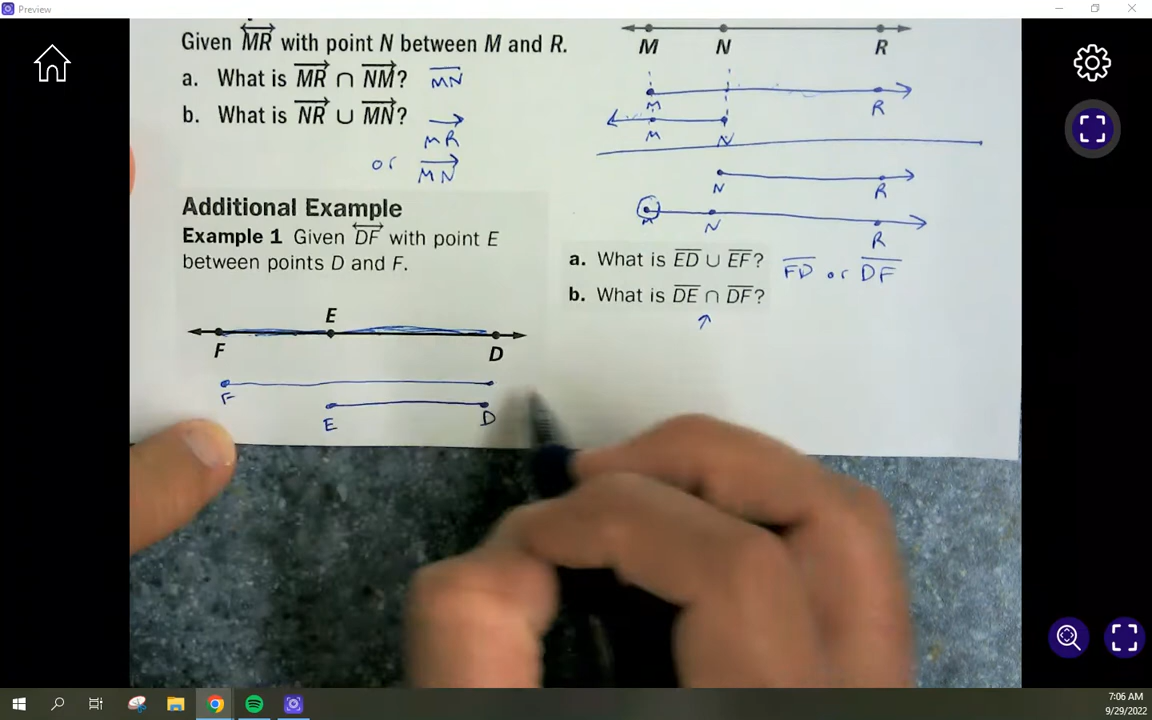 Preview
Given MR with point N between M and R.
M N R
a. What is MR ∩ NM? MN
b. What is NR ∪ MN?
MR
or MN
M R
M N
N R
N R
Additional Example
Example 1 Given DF with point E
between points D and F.
a. What is ED ∪ EF? FD or DF
b. What is DE ∩ DF?
E
F D
F
E D
7:06 AM
9/29/2022